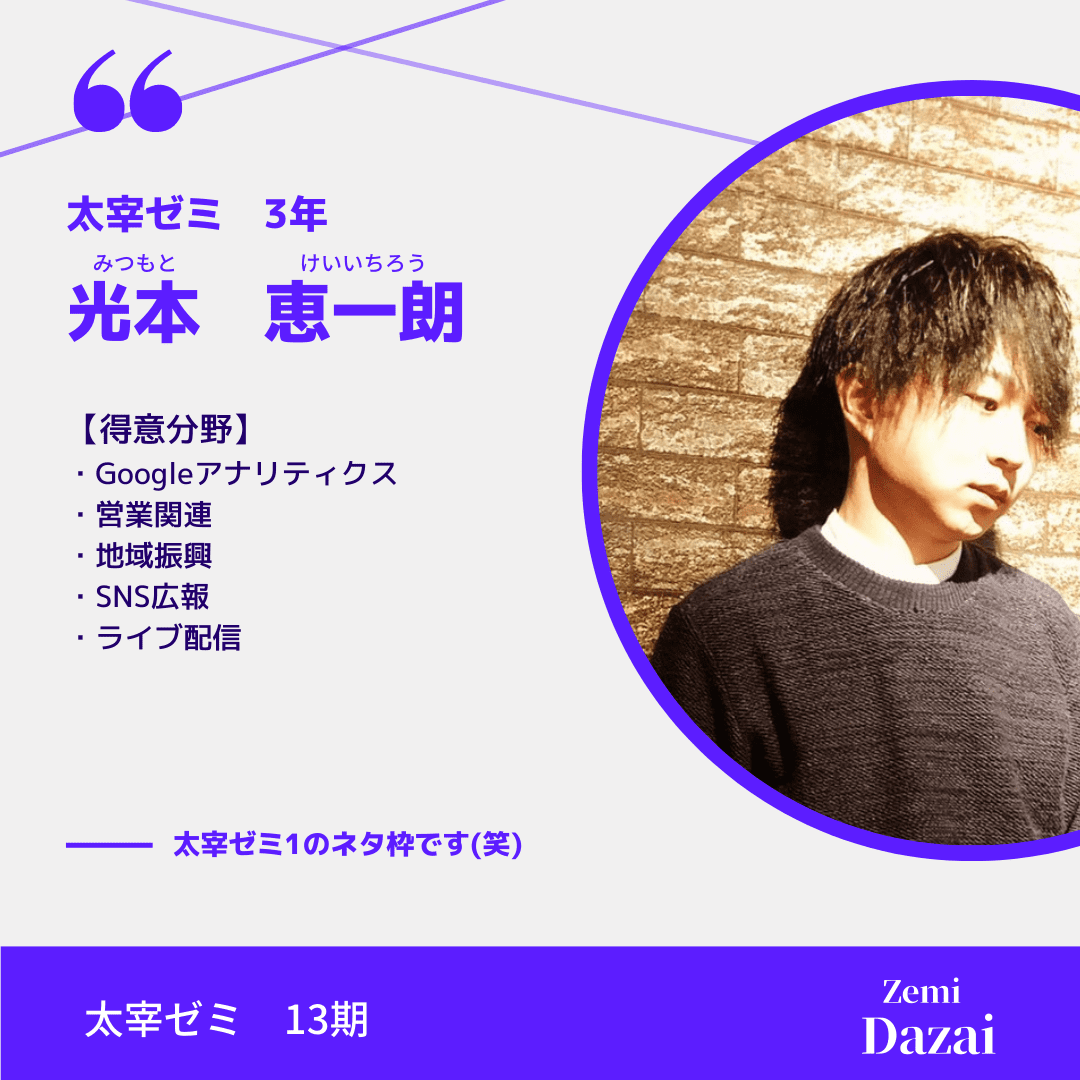 太宰ゼミ　3年
みつもと　けいいちろう
光本　恵一朗
【得意分野】
・Googleアナリティクス
・営業関連
・地域振興
・SNS広報
・ライブ配信
太宰ゼミ1のネタ枠です(笑)
太宰ゼミ　13期
Zemi
Dazai